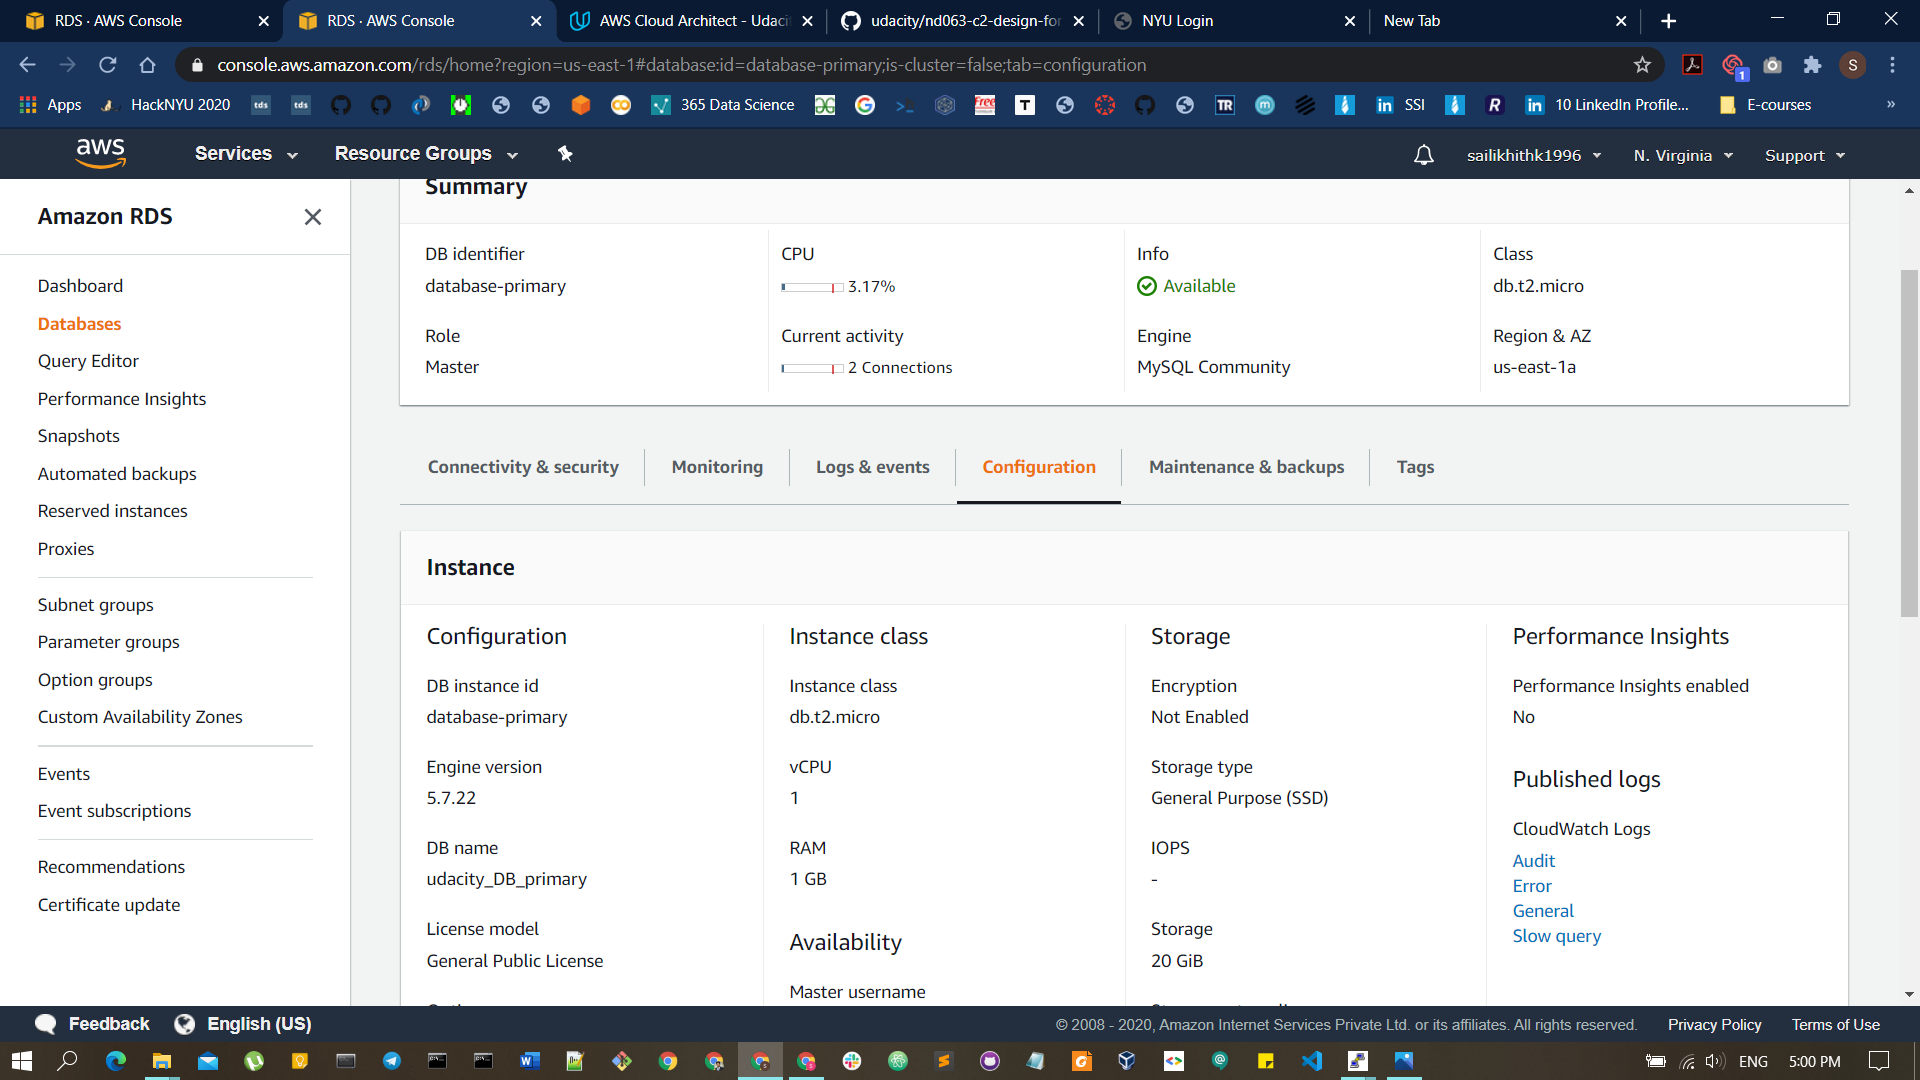 RDS · AWS Console
RDS · AWS Console
AWS Cloud Architect - Udaci
udacity/nd063-c2-design-for
NYU Login
New Tab
console.aws.amazon.com/rds/home?region=us-east-1#database:id=database-primary;is-cluster=false;tab=configuration
1
S
Apps
HackNYU 2020
tds
tds
365 Data Science
Free
T
TR
m
SSI
R
10 LinkedIn Profile...
E-courses
»
aws
Services
Resource Groups
sailikhithk1996
N. Virginia
Support
Amazon RDS
Dashboard
Databases
Query Editor
Performance Insights
Snapshots
Automated backups
Reserved instances
Proxies
Subnet groups
Parameter groups
Option groups
Custom Availability Zones
Events
Event subscriptions
Recommendations
Certificate update
Summary
DB identifier
database-primary
Role
Master
CPU
3.17%
Current activity
2 Connections
Info
Available
Engine
MySQL Community
Class
db.t2.micro
Region & AZ
us-east-1a
Connectivity & security
Monitoring
Logs & events
Configuration
Maintenance & backups
Tags
Instance
Configuration
DB instance id
database-primary
Engine version
5.7.22
DB name
udacity_DB_primary
License model
General Public License
Instance class
Instance class
db.t2.micro
vCPU
1
RAM
1 GB
Availability
Master username
Storage
Encryption
Not Enabled
Storage type
General Purpose (SSD)
IOPS
-
Storage
20 GiB
Performance Insights
Performance Insights enabled
No
Published logs
CloudWatch Logs
Audit
Error
General
Slow query
Feedback
English (US)
© 2008 - 2020, Amazon Internet Services Private Ltd. or its affiliates. All rights reserved.
Privacy Policy
Terms of Use
ENG
5:00 PM